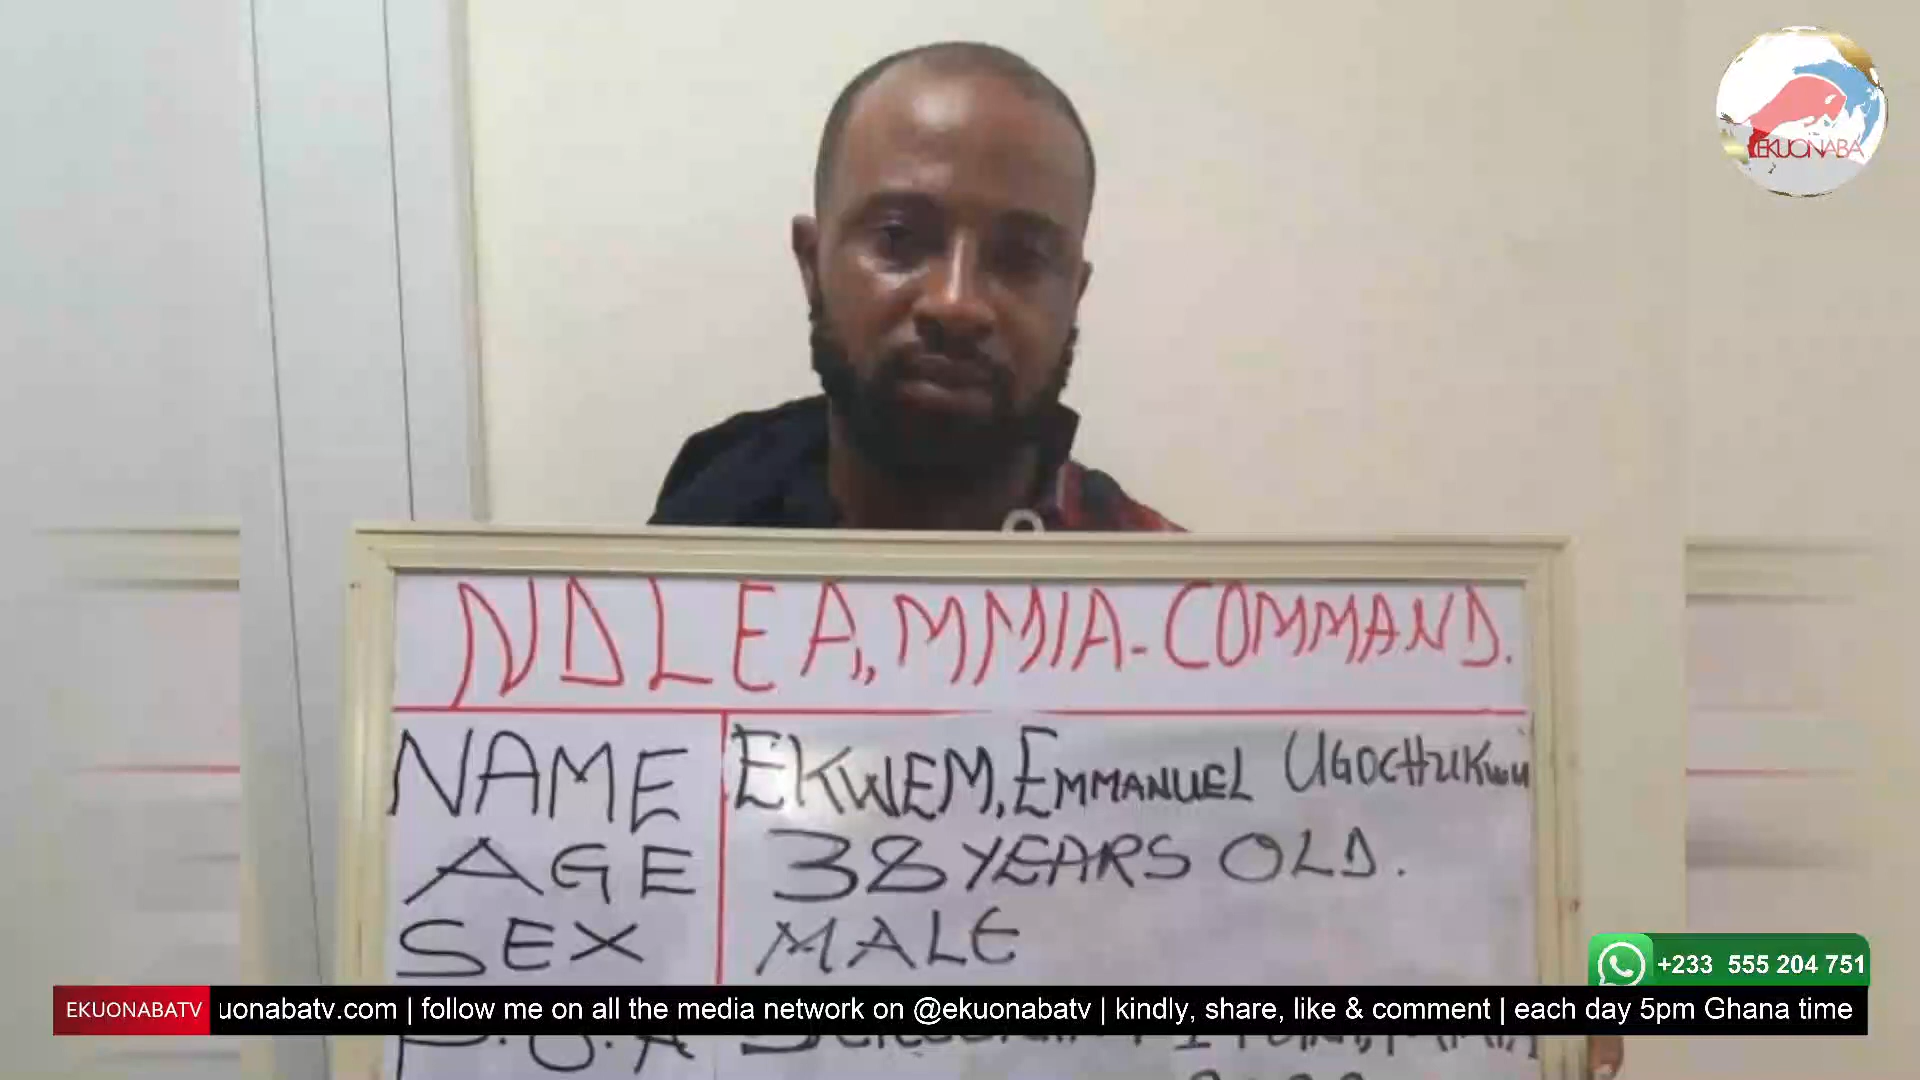 EKUONABA
NDLEA, MMIA-COMMAND.
NAME EKWEM, EMMANUEL UGOCHUKWU
AGE 38 YEARS OLD.
SEX MALE
+233 555 204 751
EKUONABATV uonabatv.com | follow me on all the media network on @ekuonabatv | kindly, share, like & comment | each day 5pm Ghana time
P.O.A